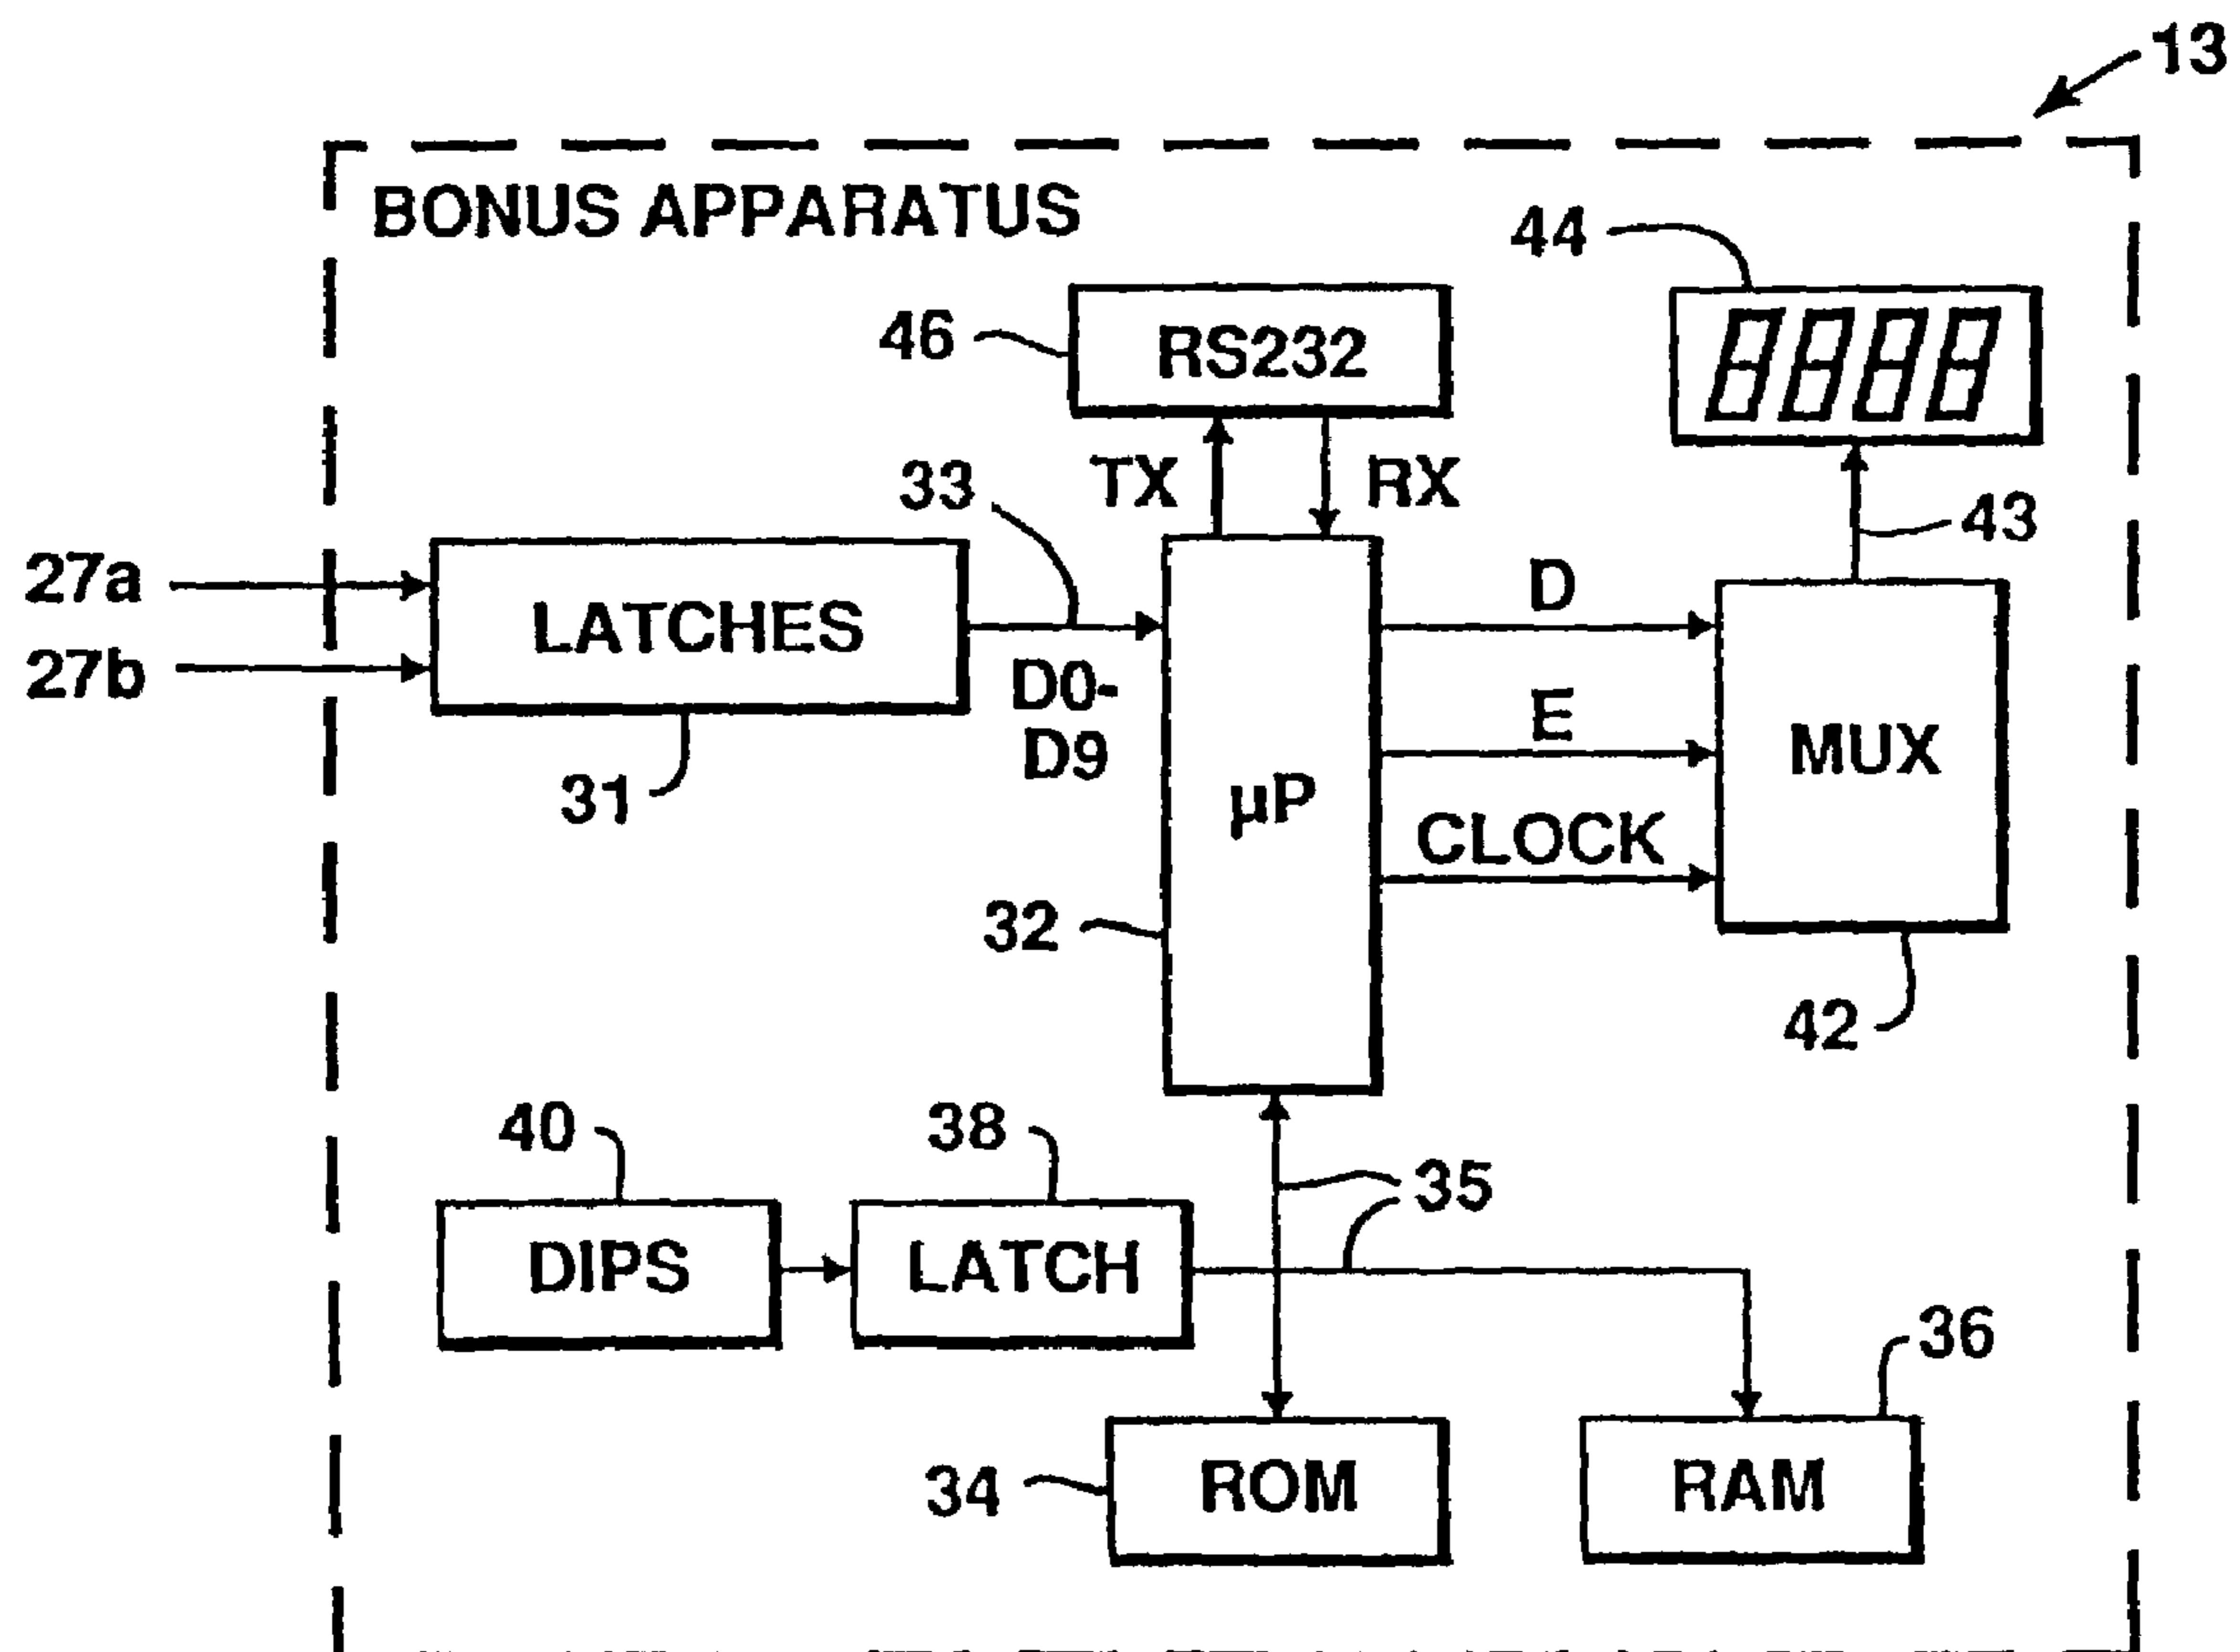 13
BONUS APPARATUS
44
46
RS232
8888
33
TX
RX
43
27a
LATCHES
D
27b
D0-
D9
E
MUX
31
µP
CLOCK
32
42
40
38
35
DIPS
LATCH
36
34
ROM
RAM